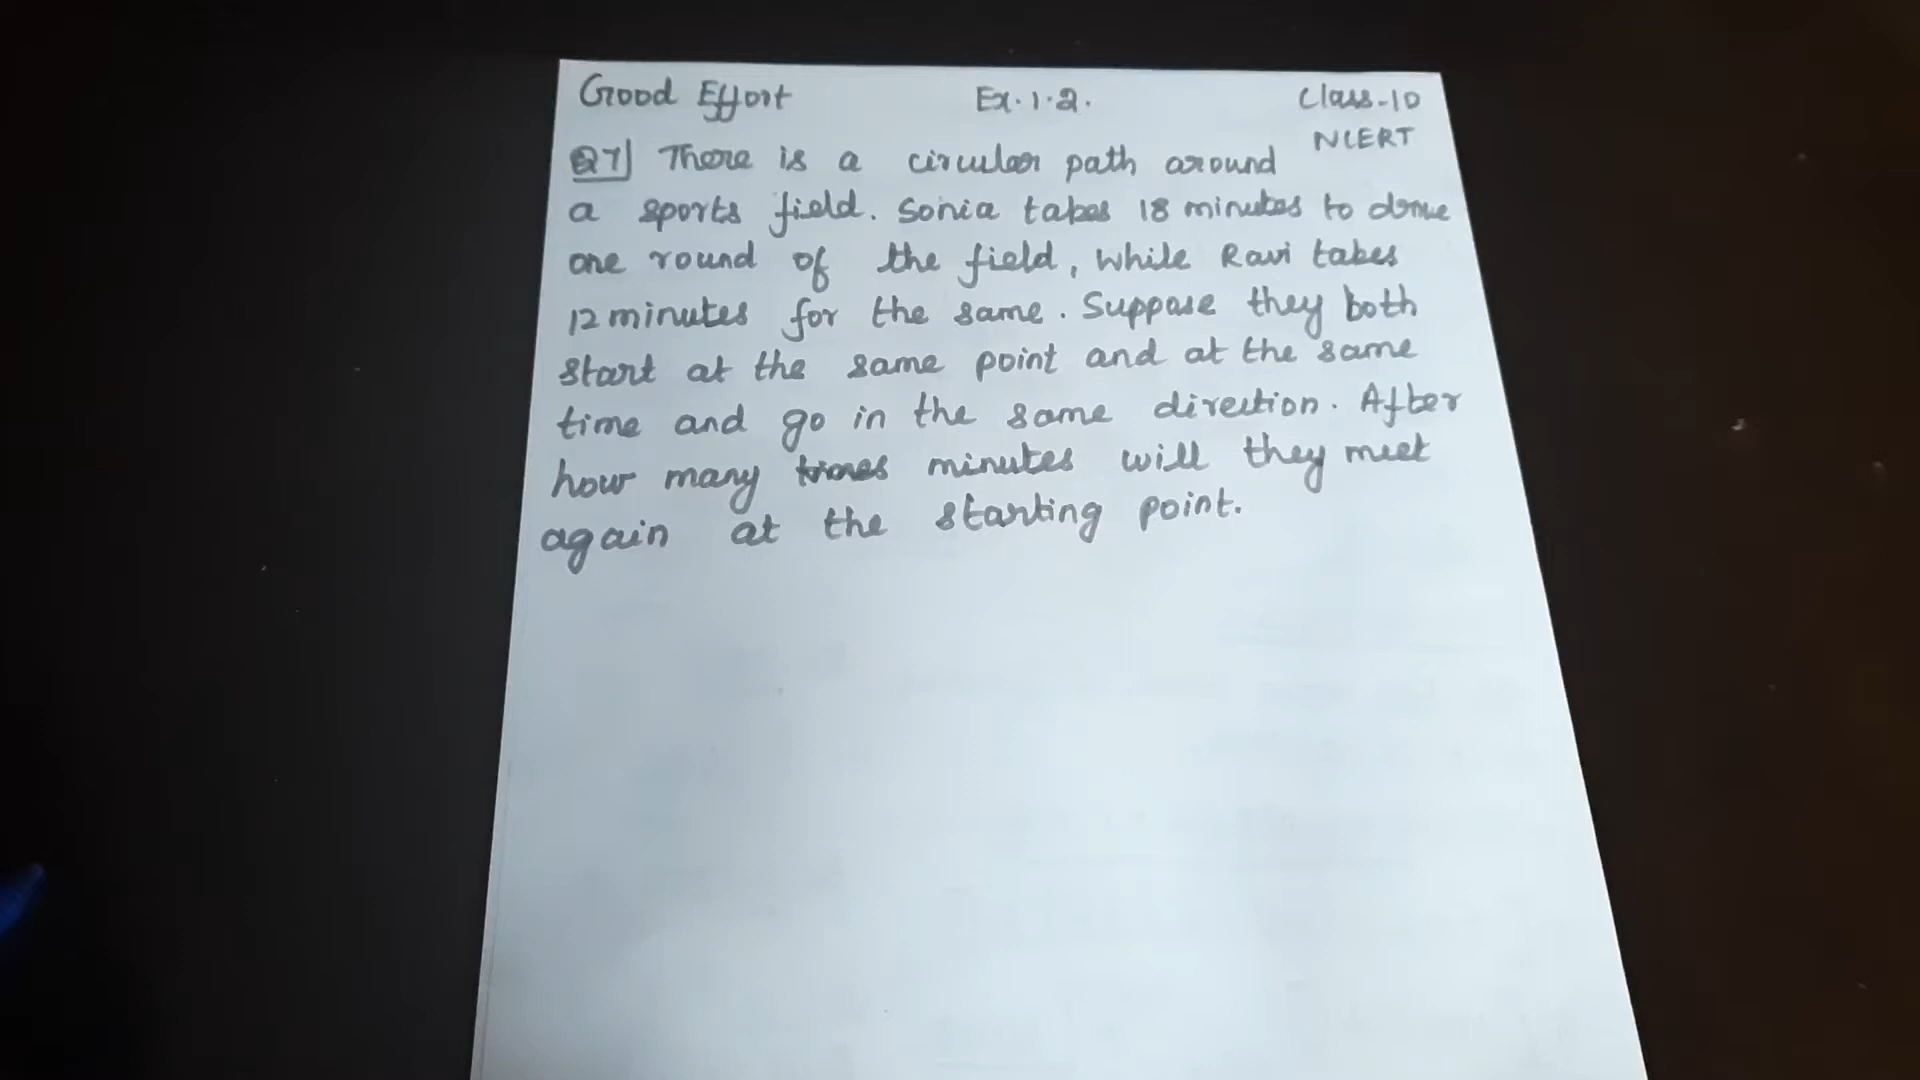 Good Effort Ex. 1.2. Class-10
NCERT
Q7] There is a circular path around
a sports field. Sonia takes 18 minutes to drive
one round of the field, while Ravi takes
12 minutes for the same. Suppose they both
start at the same point and at the same
time and go in the same direction. After
how many minutes will they meet
again at the starting point.